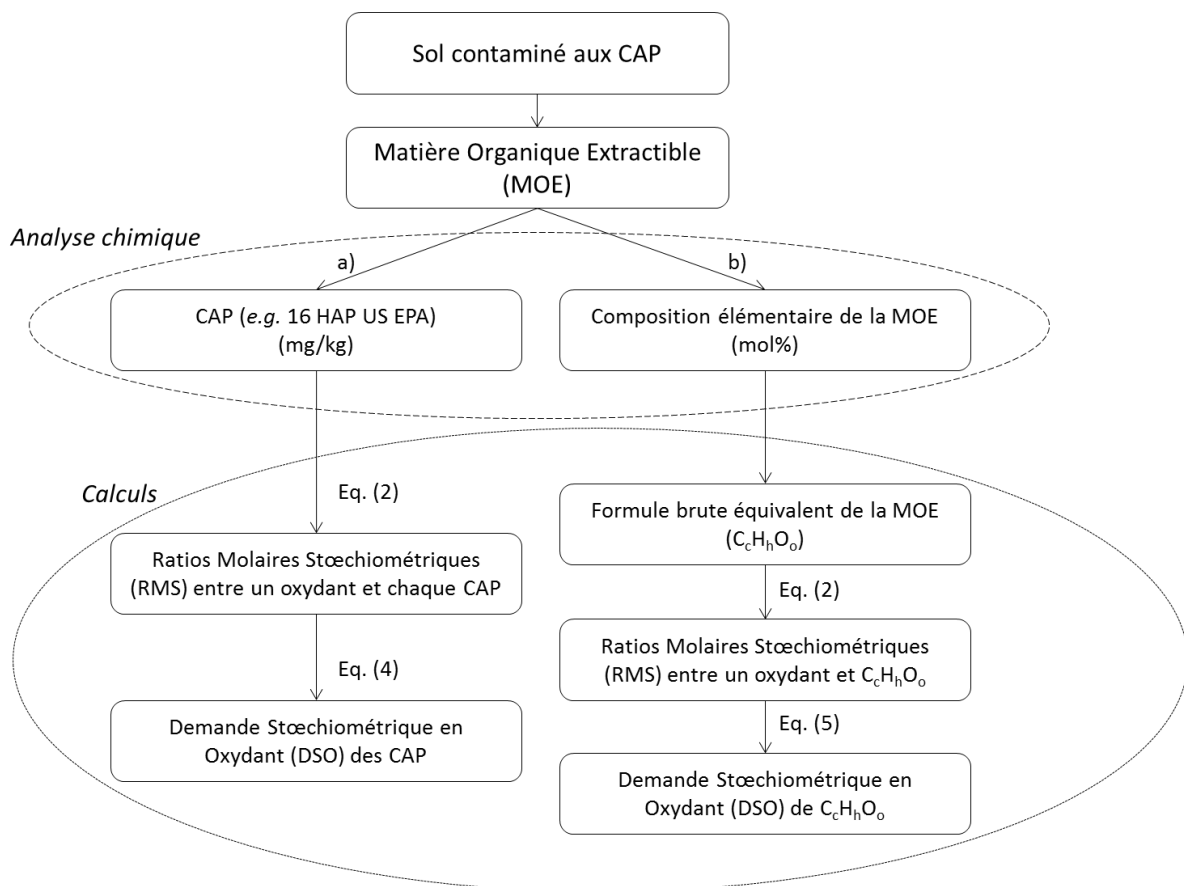 Sol contaminé aux CAP
Matière Organique Extractible
(MOE)
Analyse chimique
a)
b)
CAP (e.g. 16 HAP US EPA)
(mg/kg)
Composition élémentaire de la MOE
(mol%)
Calculs
Eq. (2)
Ratios Molaires Stœchiométriques
(RMS) entre un oxydant et chaque CAP
Eq. (4)
Demande Stœchiométrique en
Oxydant (DSO) des CAP
Formule brute équivalent de la MOE
(CcHhOo)
Eq. (2)
Ratios Molaires Stœchiométriques
(RMS) entre un oxydant et CcHhOo
Eq. (5)
Demande Stœchiométrique en
Oxydant (DSO) de CcHhOo